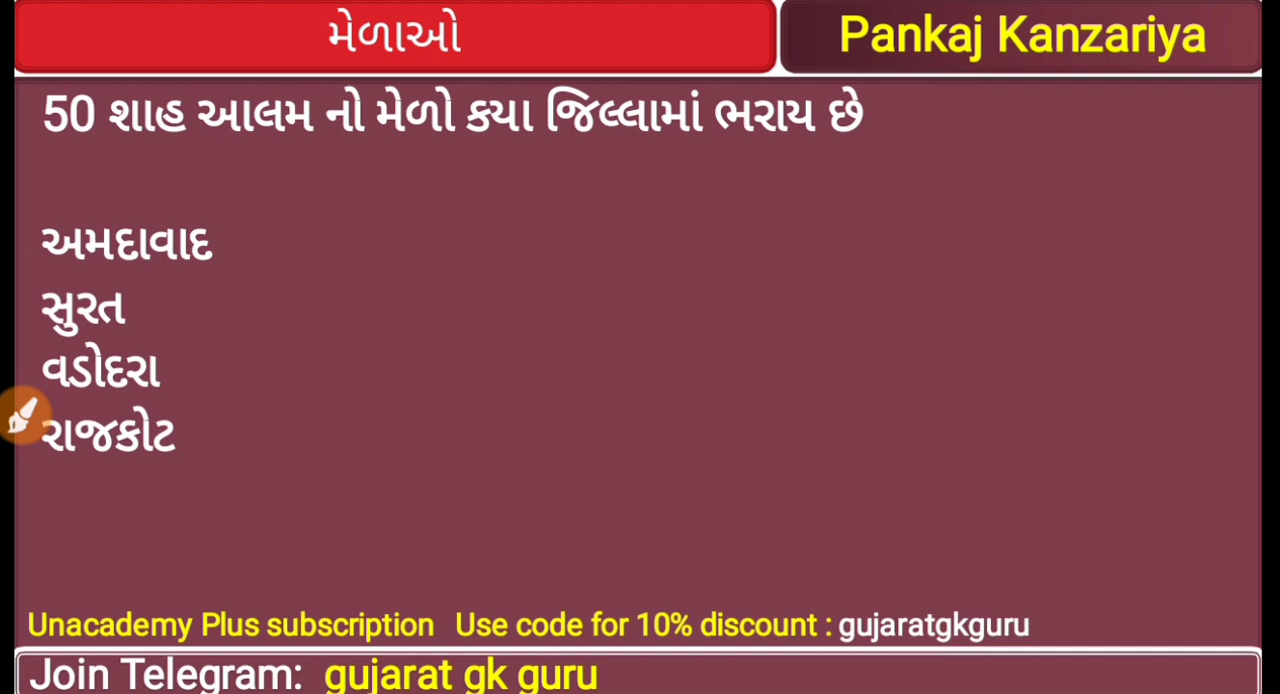 મેળાઓ
Pankaj Kanzariya
50 શાહ આલમ નો મેળો ક્યા જિલ્લામાં ભરાય છે
અમદાવાદ
સુરત
વડોદરા
રાજકોટ
Unacademy Plus subscription Use code for 10% discount : gujaratgkguru
Join Telegram: gujarat gk guru